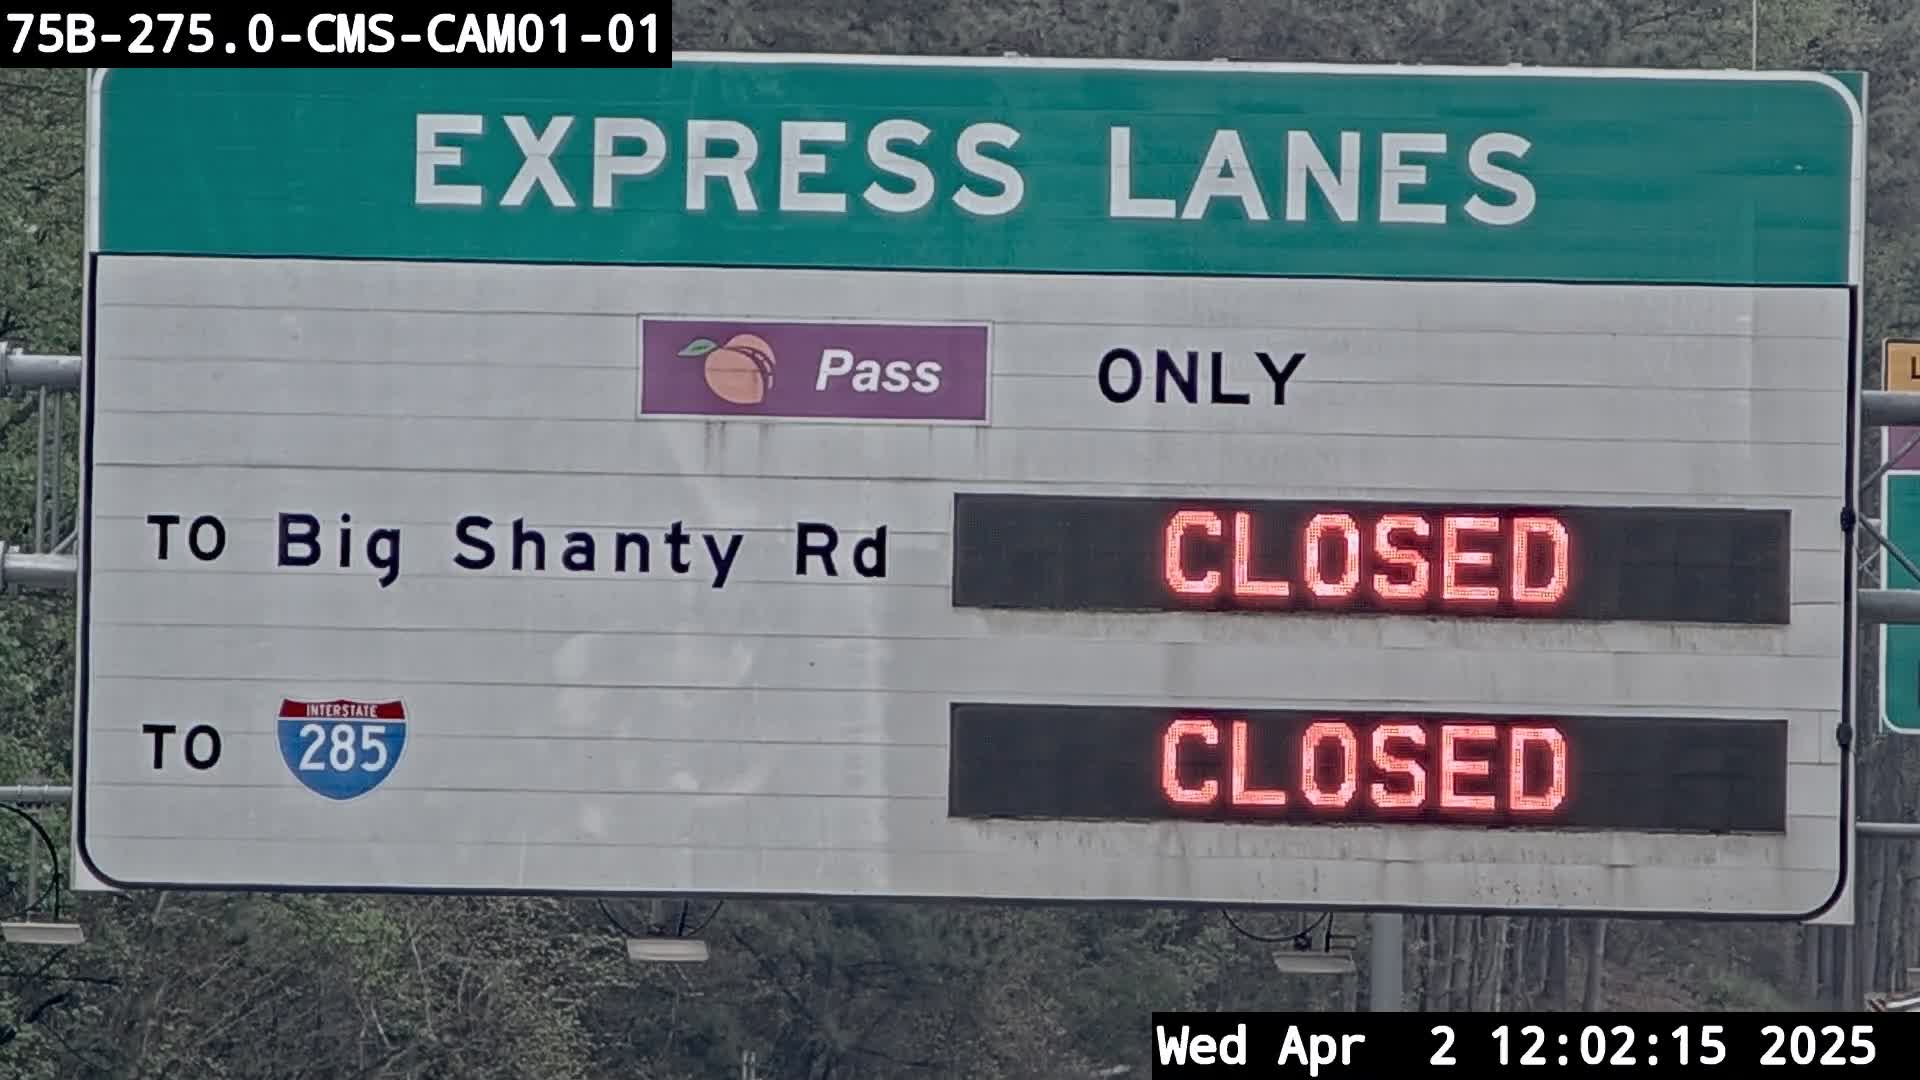 75B-275.0-CMS-CAM01-01
EXPRESS LANES
Pass ONLY
TO Big Shanty Rd CLOSED
TO INTERSTATE 285 CLOSED
Wed Apr 2 12:02:15 2025